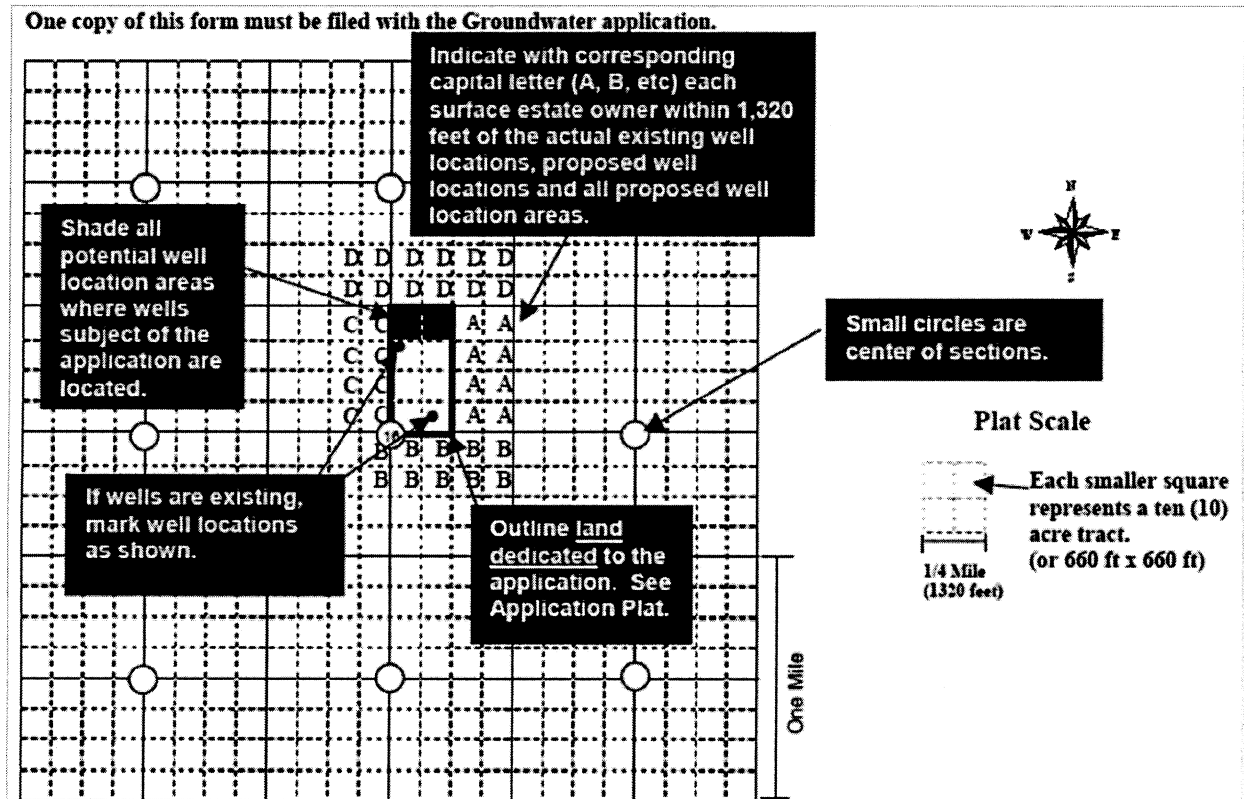 One copy of this form must be filed with the Groundwater application.
Indicate with corresponding
capital letter (A, B, etc) each
surface estate owner within 1,320
feet of the actual existing well
locations, proposed well
locations and all proposed well
location areas.
Shade all
potential well
location areas
where wells
subject of the
application are
located.
N
W E
S
D D D D D D
D D D D D D
C C A A
C C A A
C C A A
C C A A
16
B B B B B
B B B B B
Small circles are
center of sections.
Plat Scale
Each smaller square
represents a ten (10)
acre tract.
(or 660 ft x 660 ft)
1/4 Mile
(1320 feet)
If wells are existing,
mark well locations
as shown.
Outline land
dedicated to the
application. See
Application Plat.
One Mile